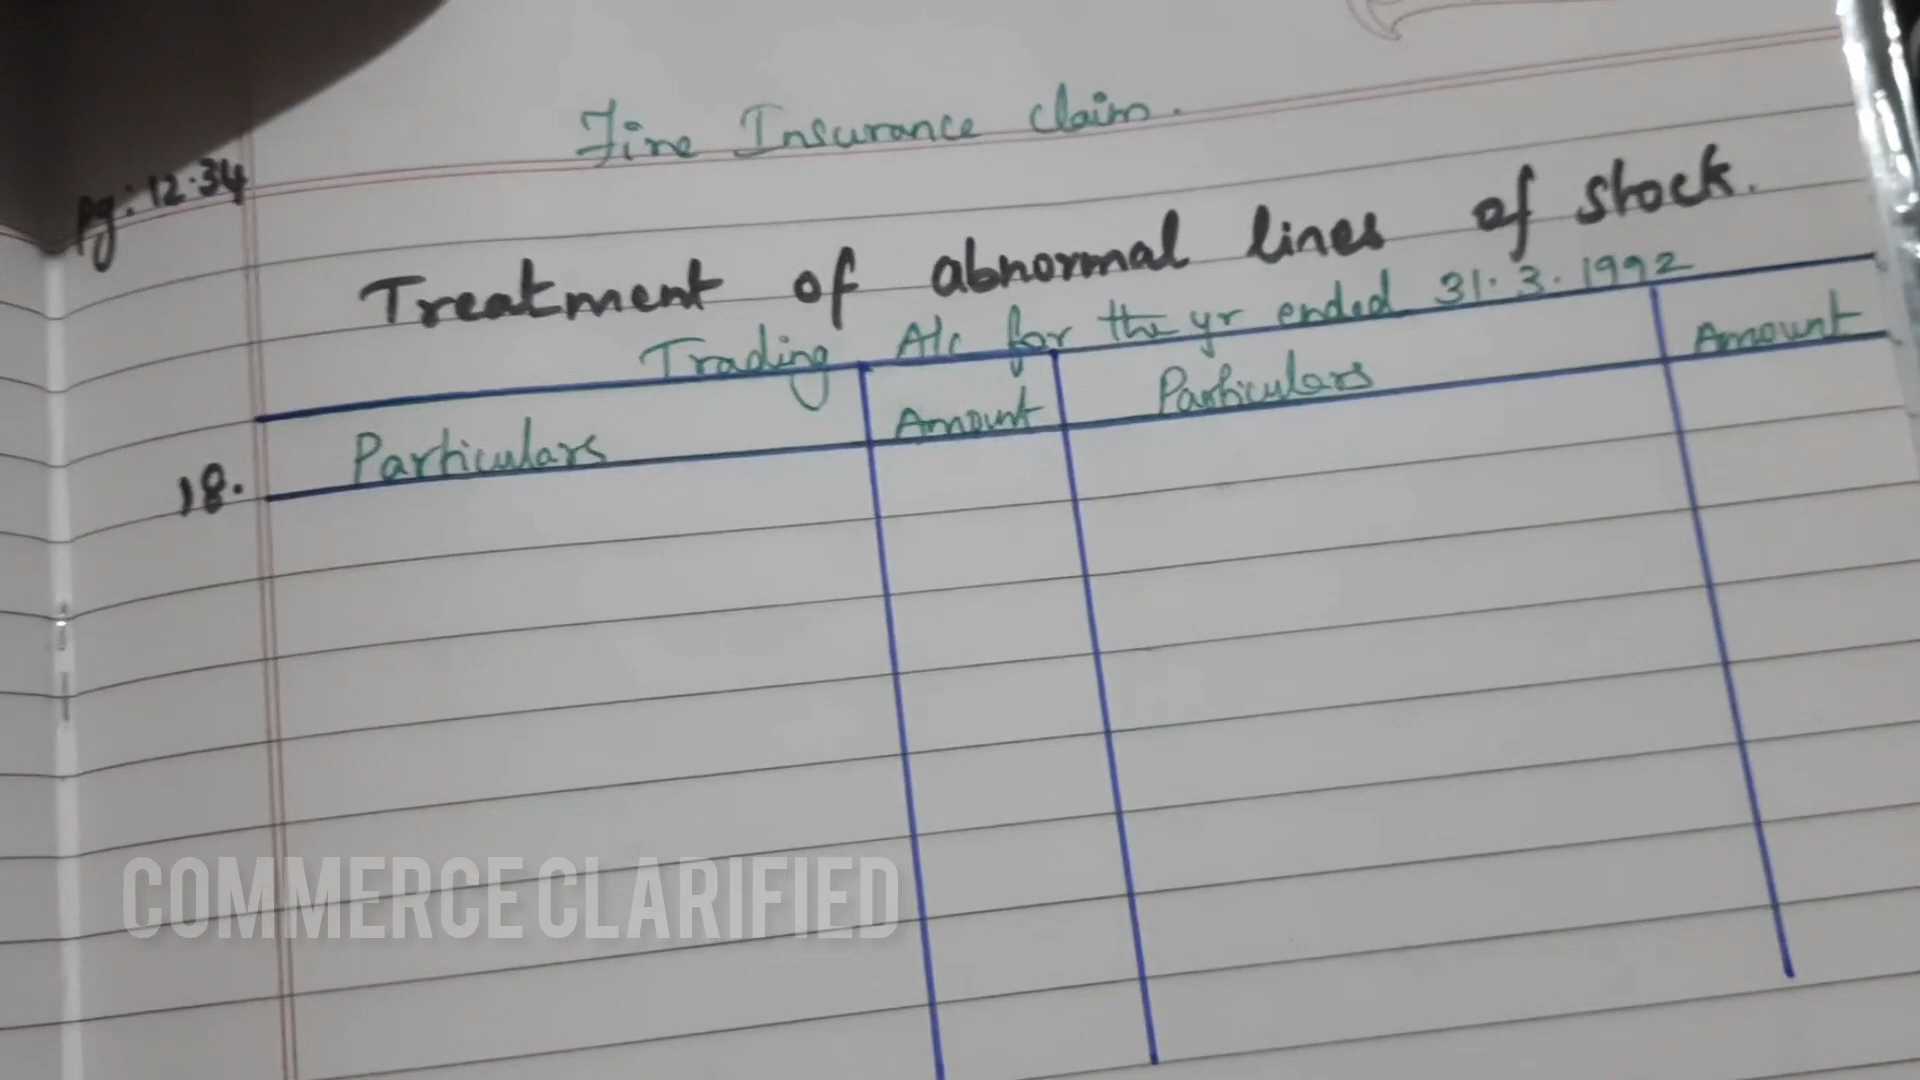 Fire Insurance Claim.
Pg: 12.34
Treatment of abnormal lines of stock.
Trading A/c for the yr ended 31.3.1992
18. Particulars Amount Particulars Amount
COMMERCE CLARIFIED